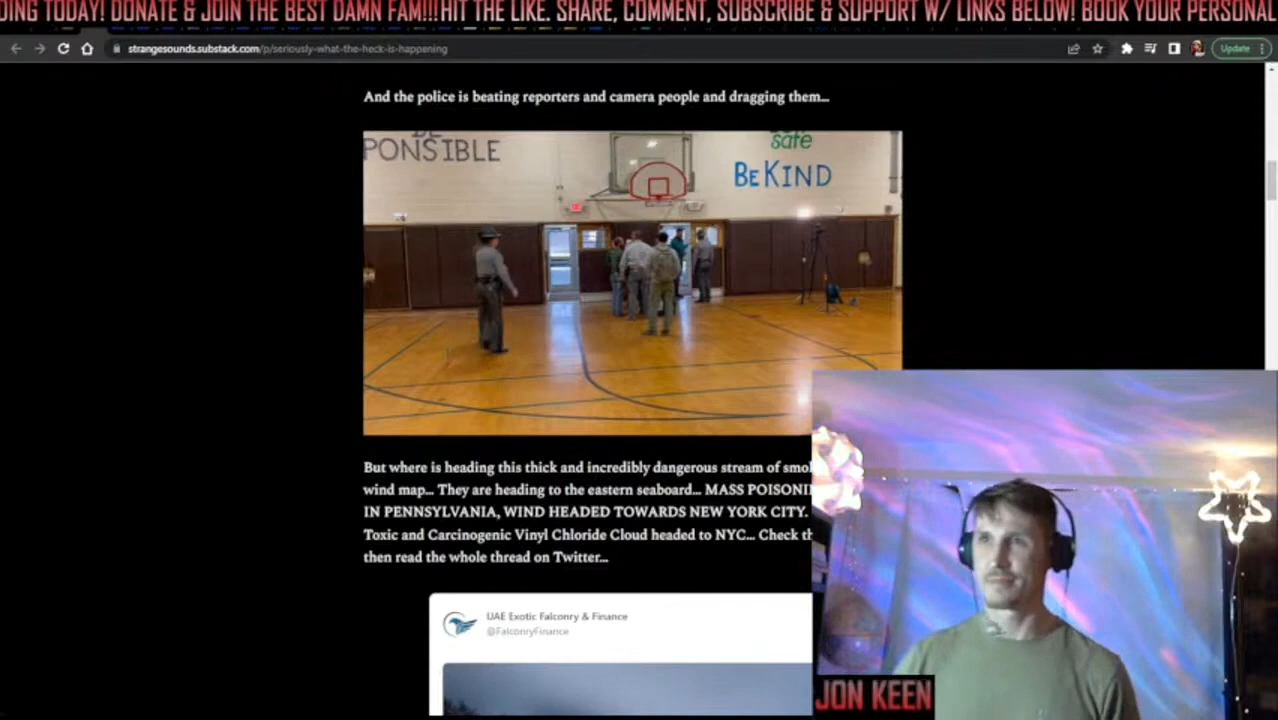 DING TODAY! DONATE & JOIN THE BEST DAMN FAM!!! HIT THE LIKE. SHARE, COMMENT, SUBSCRIBE & SUPPORT W/ LINKS BELOW! BOOK YOUR PERSONAL
strangesounds.substack.com/p/seriously-what-the-heck-is-happening
Update
And the police is beating reporters and camera people and dragging them...
BE
PONSIBLE
safe
BE KIND
But where is heading this thick and incredibly dangerous stream of smo
wind map... They are heading to the eastern seaboard... MASS POISONI
IN PENNSYLVANIA, WIND HEADED TOWARDS NEW YORK CITY.
Toxic and Carcinogenic Vinyl Chloride Cloud headed to NYC... Check th
then read the whole thread on Twitter...
UAE Exotic Falconry & Finance
@FalconryFinance
JON KEEN